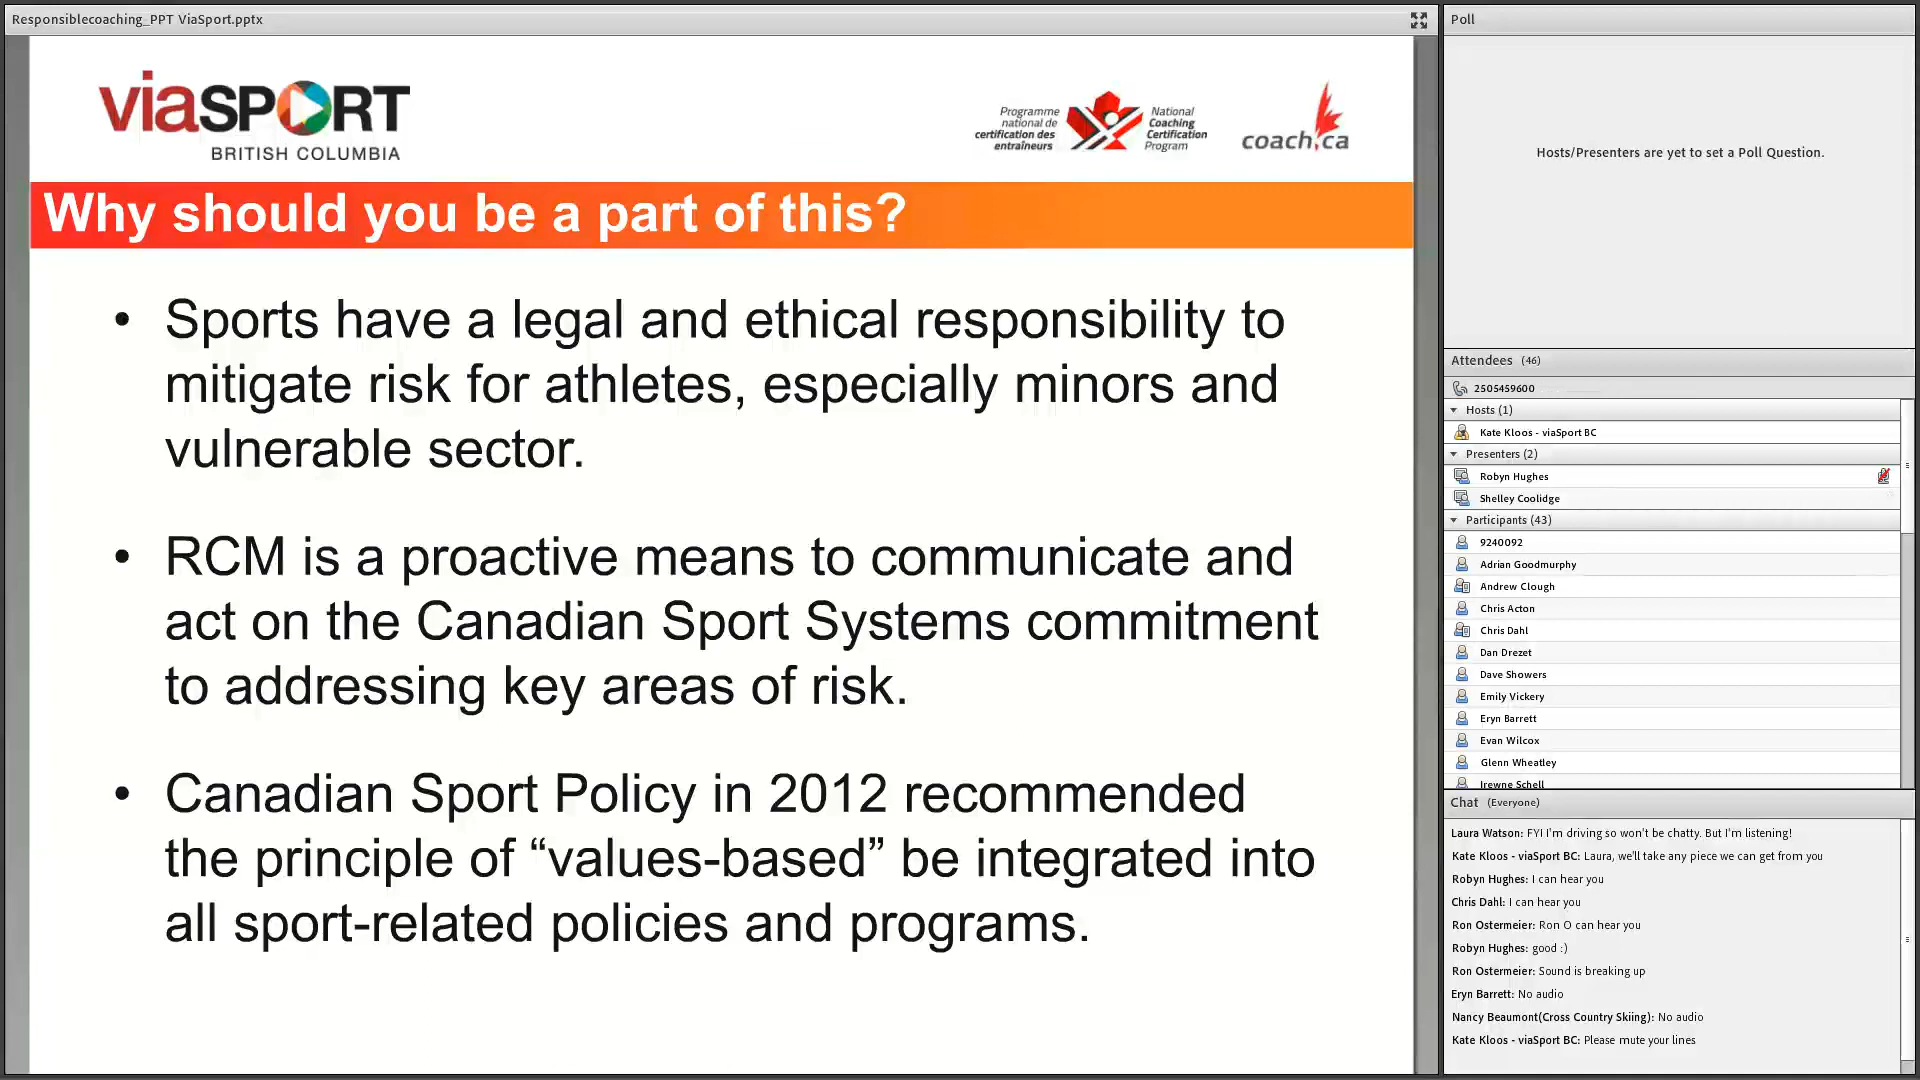 Responsiblecoaching_PPT ViaSport.pptx
viaSPORT
BRITISH COLUMBIA
Programme
national de
certification des
entraîneurs
National
Coaching
Certification
Program
coach.ca
Why should you be a part of this?
• Sports have a legal and ethical responsibility to
mitigate risk for athletes, especially minors and
vulnerable sector.
• RCM is a proactive means to communicate and
act on the Canadian Sport Systems commitment
to addressing key areas of risk.
• Canadian Sport Policy in 2012 recommended
the principle of “values-based” be integrated into
all sport-related policies and programs.
Poll
Hosts/Presenters are yet to set a Poll Question.
Attendees (46)
2505459600
Hosts (1)
Kate Kloos - viaSport BC
Presenters (2)
Robyn Hughes
Shelley Coolidge
Participants (43)
9240092
Adrian Goodmurphy
Andrew Clough
Chris Acton
Chris Dahl
Dan Drezet
Dave Showers
Emily Vickery
Eryn Barrett
Evan Wilcox
Glenn Wheatley
Irewne Schell
Chat (Everyone)
Laura Watson: FYI I'm driving so won't be chatty. But I'm listening!
Kate Kloos - viaSport BC: Laura, we'll take any piece we can get from you
Robyn Hughes: I can hear you
Chris Dahl: I can hear you
Ron Ostermeier: Ron O can hear you
Robyn Hughes: good :)
Ron Ostermeier: Sound is breaking up
Eryn Barrett: No audio
Nancy Beaumont(Cross Country Skiing): No audio
Kate Kloos - viaSport BC: Please mute your lines